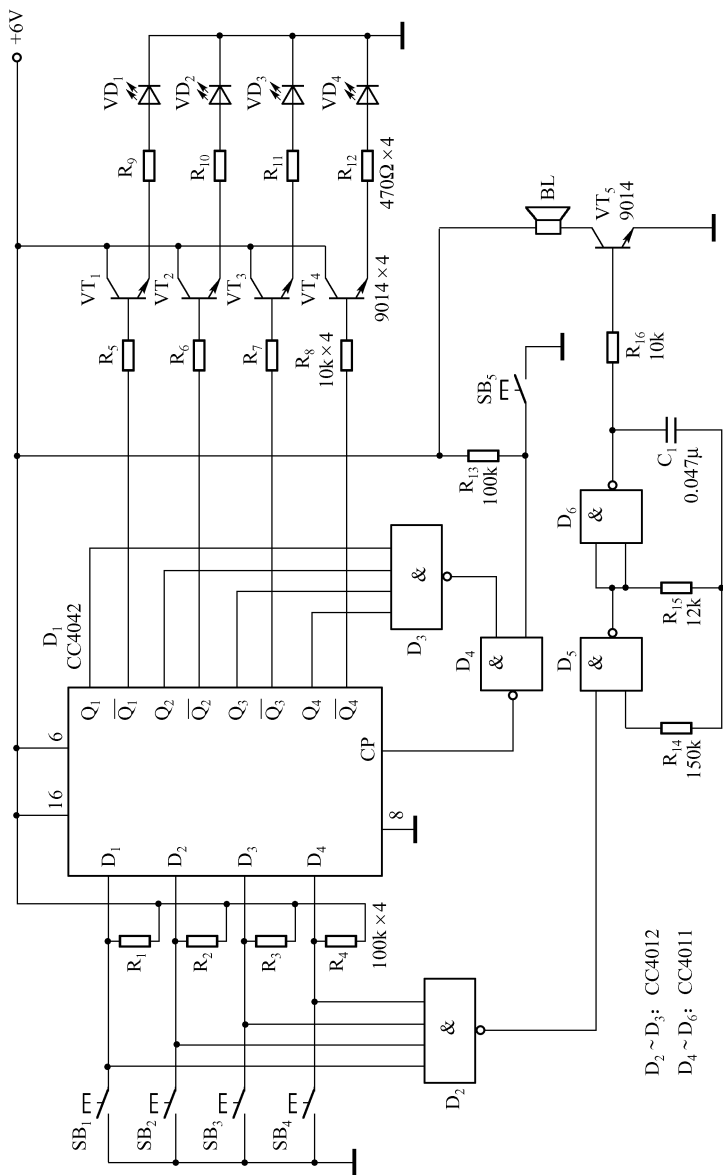 +6V
VD₁
VD₂
VD₃
VD₄
R₉
R₁₀
R₁₁
R₁₂
470Ω×4
VT₁
VT₂
VT₃
VT₄
9014×4
R₅
R₆
R₇
R₈
10k×4
BL
VT₅
9014
SB₅
R₁₃
100k
R₁₆
10k
C₁
0.047μ
D₁
CC4042
&
D₃
&
D₄
&
D₆
&
D₅
R₁₅
12k
R₁₄
150k
6
16
8
Q₁
Q̅₁
Q₂
Q̅₂
Q₃
Q̅₃
Q₄
Q̅₄
CP
D₁
D₂
D₃
D₄
R₁
R₂
R₃
R₄
100k×4
&
D₂
SB₁
SB₂
SB₃
SB₄
D₂~D₃: CC4012
D₄~D₆: CC4011